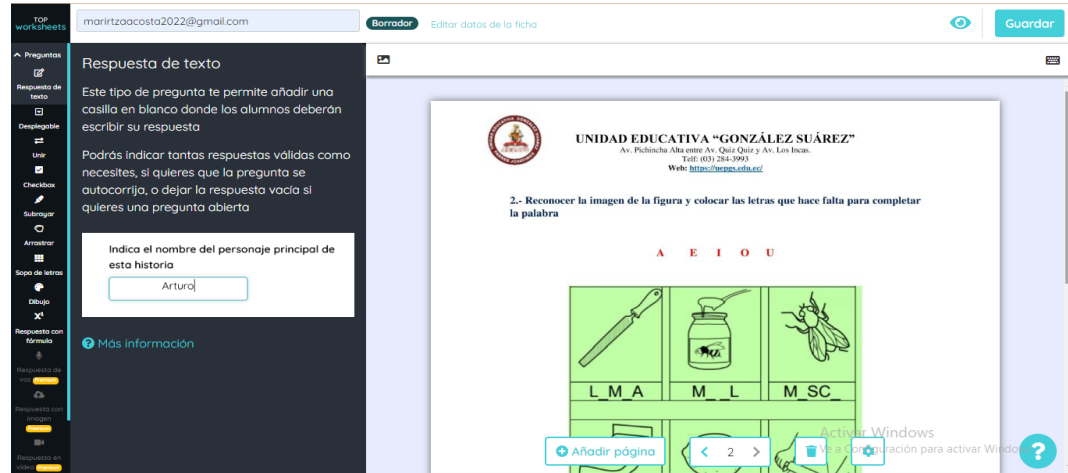 TOP
worksheets
marirtzaacosta2022@gmail.com
Borrador
Editar datos de la ficha
Guardar
Preguntas
Respuesta de
texto
Desplegable
Unir
Checkbox
Subrayar
Arrastrar
Sopa de letras
Dibujo
Respuesta con
fórmula
Respuesta de
voz Premium
Respuesta con
imagen
Premium
Respuesta en
vídeo Premium
Respuesta de texto
Este tipo de pregunta te permite añadir una
casilla en blanco donde los alumnos deberán
escribir su respuesta
Podrás indicar tantas respuestas válidas como
necesites, si quieres que la pregunta se
autocorrija, o dejar la respuesta vacía si
quieres una pregunta abierta
Indica el nombre del personaje principal de
esta historia
Arturo
Más información
UNIDAD EDUCATIVA “GONZÁLEZ SUÁREZ”
Av. Pichincha Alta entre Av. Quiz Quiz y Av. Los Incas.
Telf: (03) 284-3993
Web: https://uepgs.edu.ec/
2.- Reconocer la imagen de la figura y colocar las letras que hace falta para completar
la palabra
A E I O U
L_M_A M__L M_SC_
Añadir página
2
Activar Windows
Ve a Configuración para activar Windo
?